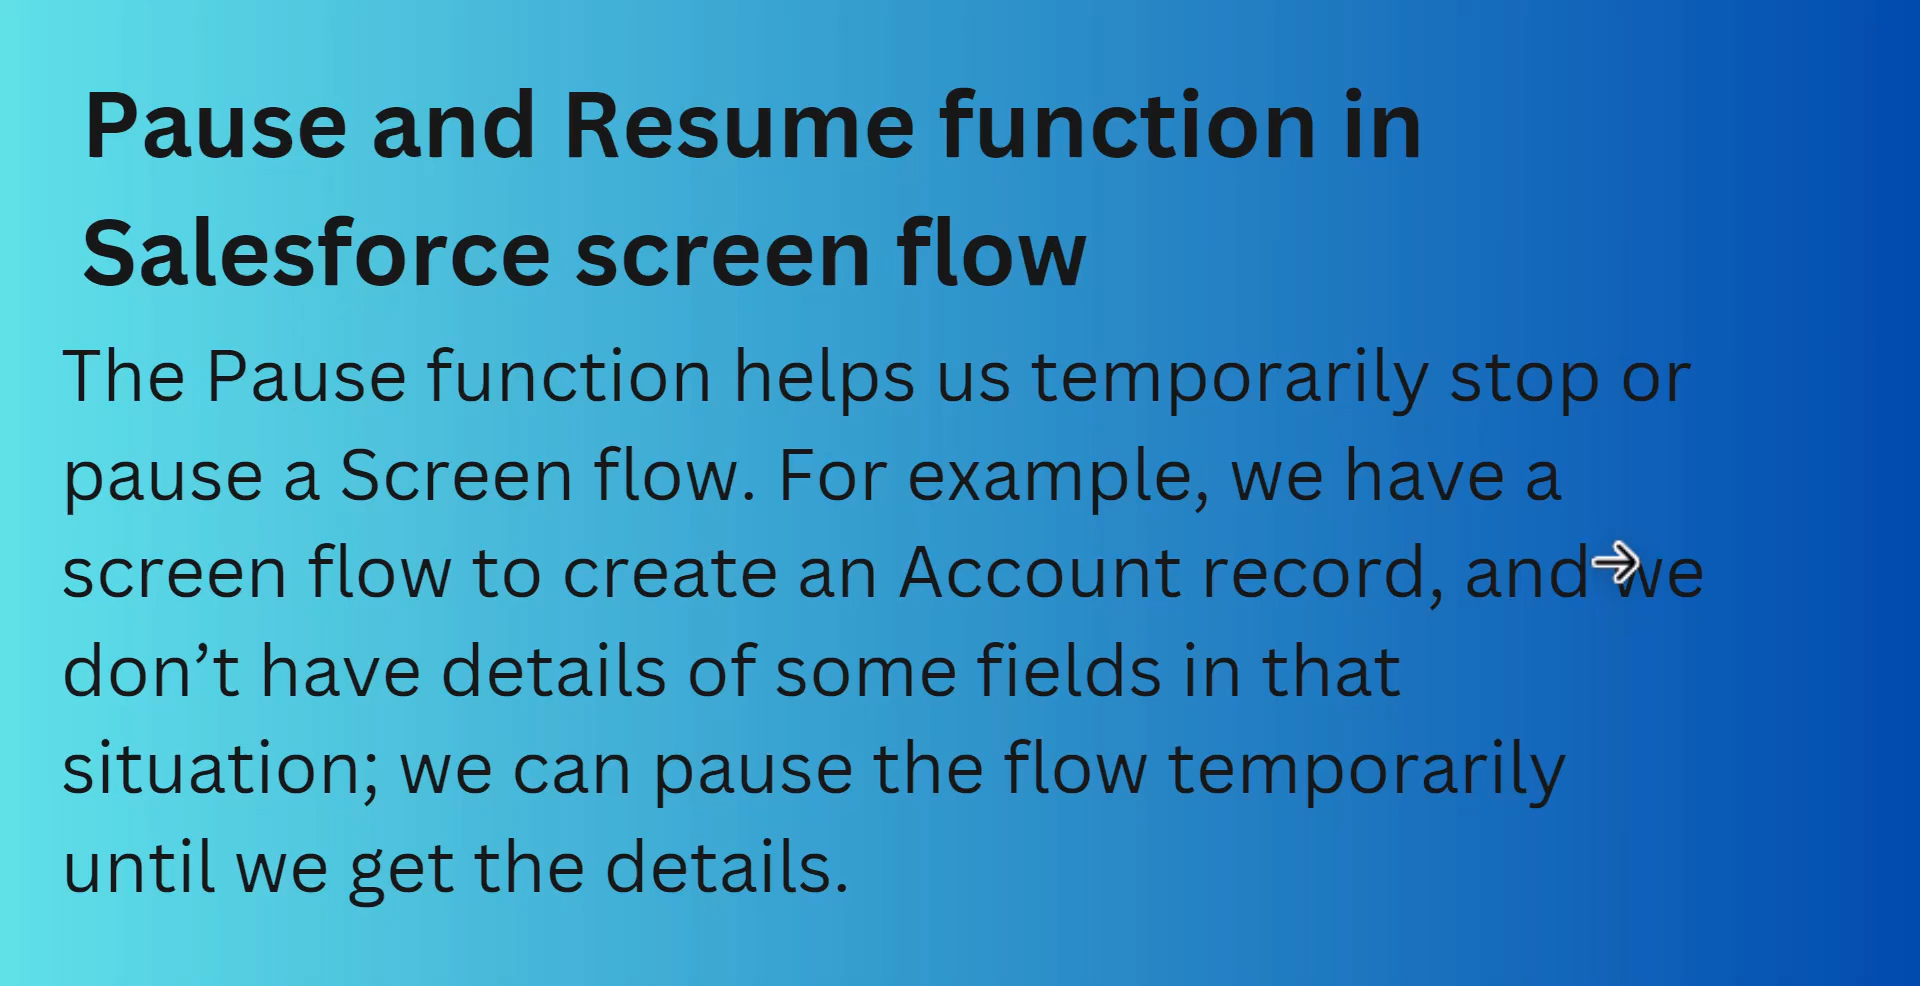 Pause and Resume function in
Salesforce screen flow
The Pause function helps us temporarily stop or
pause a Screen flow. For example, we have a
screen flow to create an Account record, and we
don’t have details of some fields in that
situation; we can pause the flow temporarily
until we get the details.